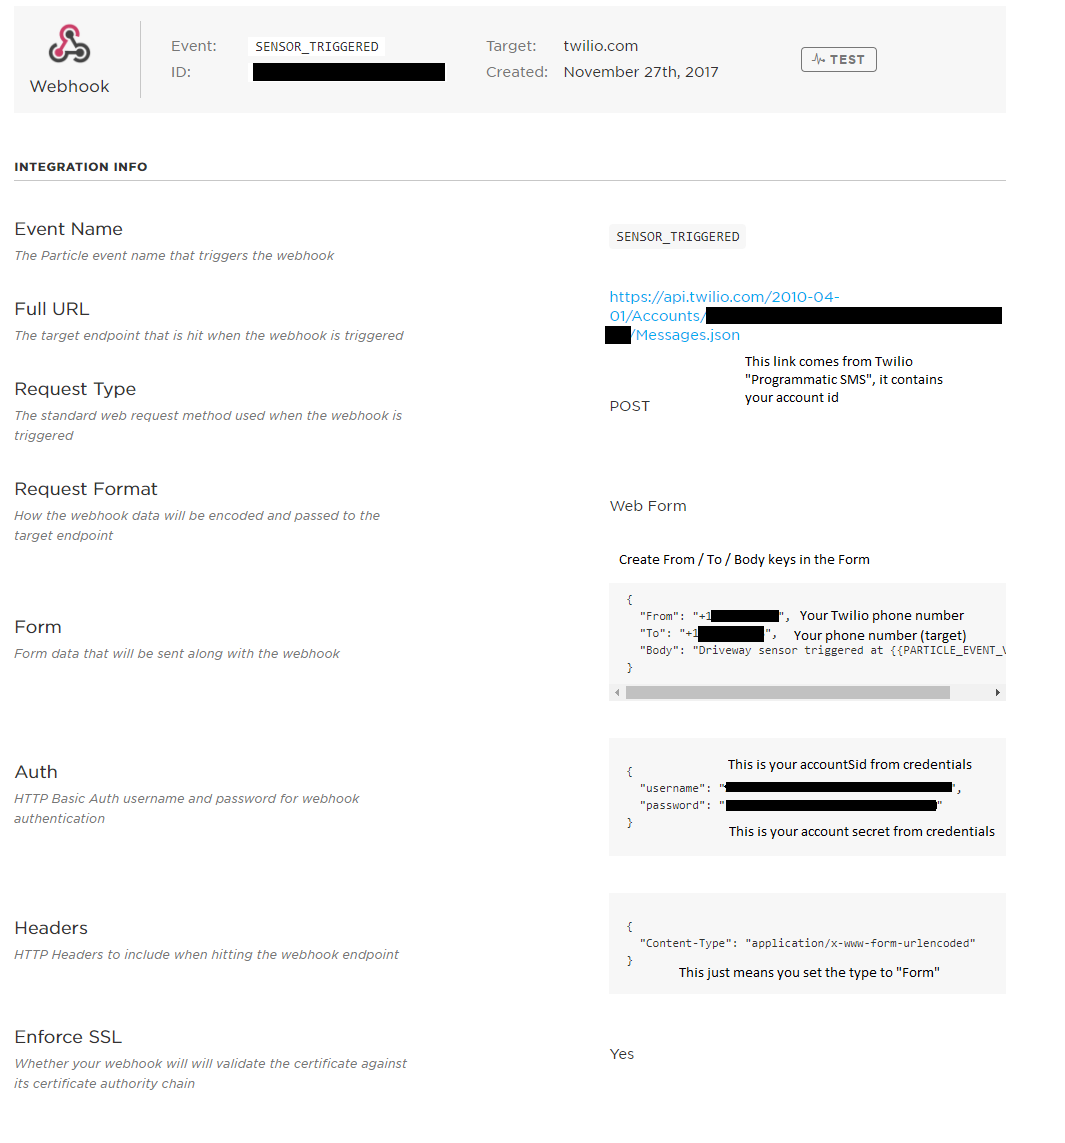 Webhook
Event: SENSOR_TRIGGERED
ID:
Target: twilio.com
Created: November 27th, 2017
TEST
INTEGRATION INFO
Event Name
The Particle event name that triggers the webhook
SENSOR_TRIGGERED
Full URL
The target endpoint that is hit when the webhook is triggered
https://api.twilio.com/2010-04-
01/Accounts/
/Messages.json
This link comes from Twilio
"Programmatic SMS", it contains
your account id
Request Type
The standard web request method used when the webhook is
triggered
POST
Request Format
How the webhook data will be encoded and passed to the
target endpoint
Web Form
Create From / To / Body keys in the Form
Form
Form data that will be sent along with the webhook
{
"From": "+1", Your Twilio phone number
"To": "+1", Your phone number (target)
"Body": "Driveway sensor triggered at {{PARTICLE_EVENT_V
}
Auth
HTTP Basic Auth username and password for webhook
authentication
This is your accountSid from credentials
{
"username": "",
"password": ""
}
This is your account secret from credentials
Headers
HTTP Headers to include when hitting the webhook endpoint
{
"Content-Type": "application/x-www-form-urlencoded"
}
This just means you set the type to "Form"
Enforce SSL
Whether your webhook will will validate the certificate against
its certificate authority chain
Yes